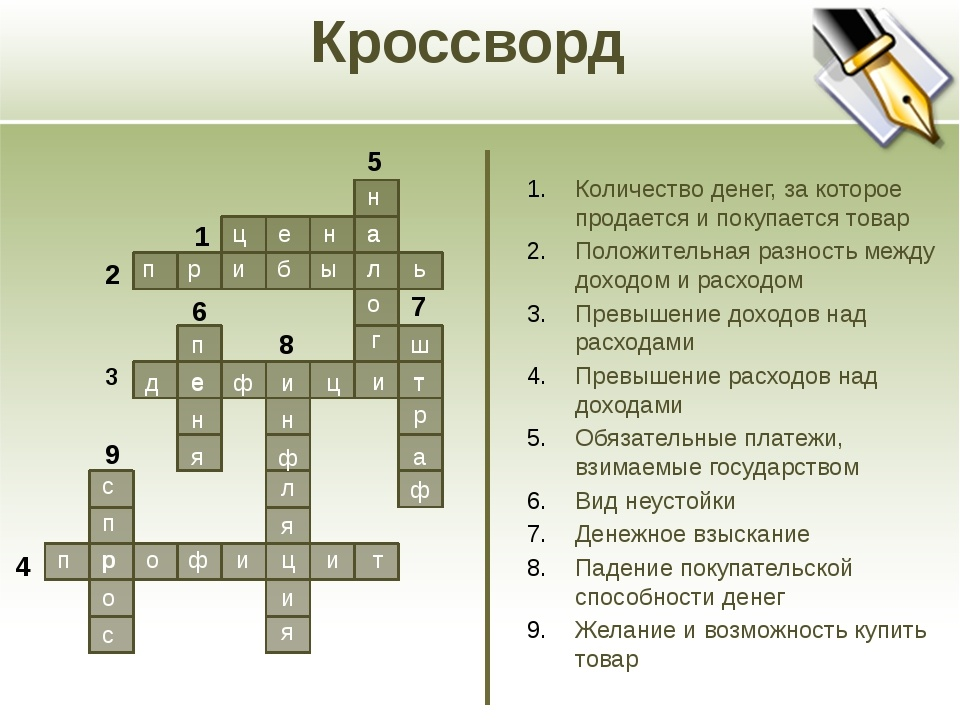 Кроссворд
5
н
1 ц е н а
2 п р и б ы л ь
о 7
6 8
п г ш
3 д е ф и ц и т
н н р
9 я ф а
с л ф
п я
4 п р о ф и ц и т
о и
с я
1. Количество денег, за которое
продается и покупается товар
2. Положительная разность между
доходом и расходом
3. Превышение доходов над
расходами
4. Превышение расходов над
доходами
5. Обязательные платежи,
взимаемые государством
6. Вид неустойки
7. Денежное взыскание
8. Падение покупательской
способности денег
9. Желание и возможность купить
товар